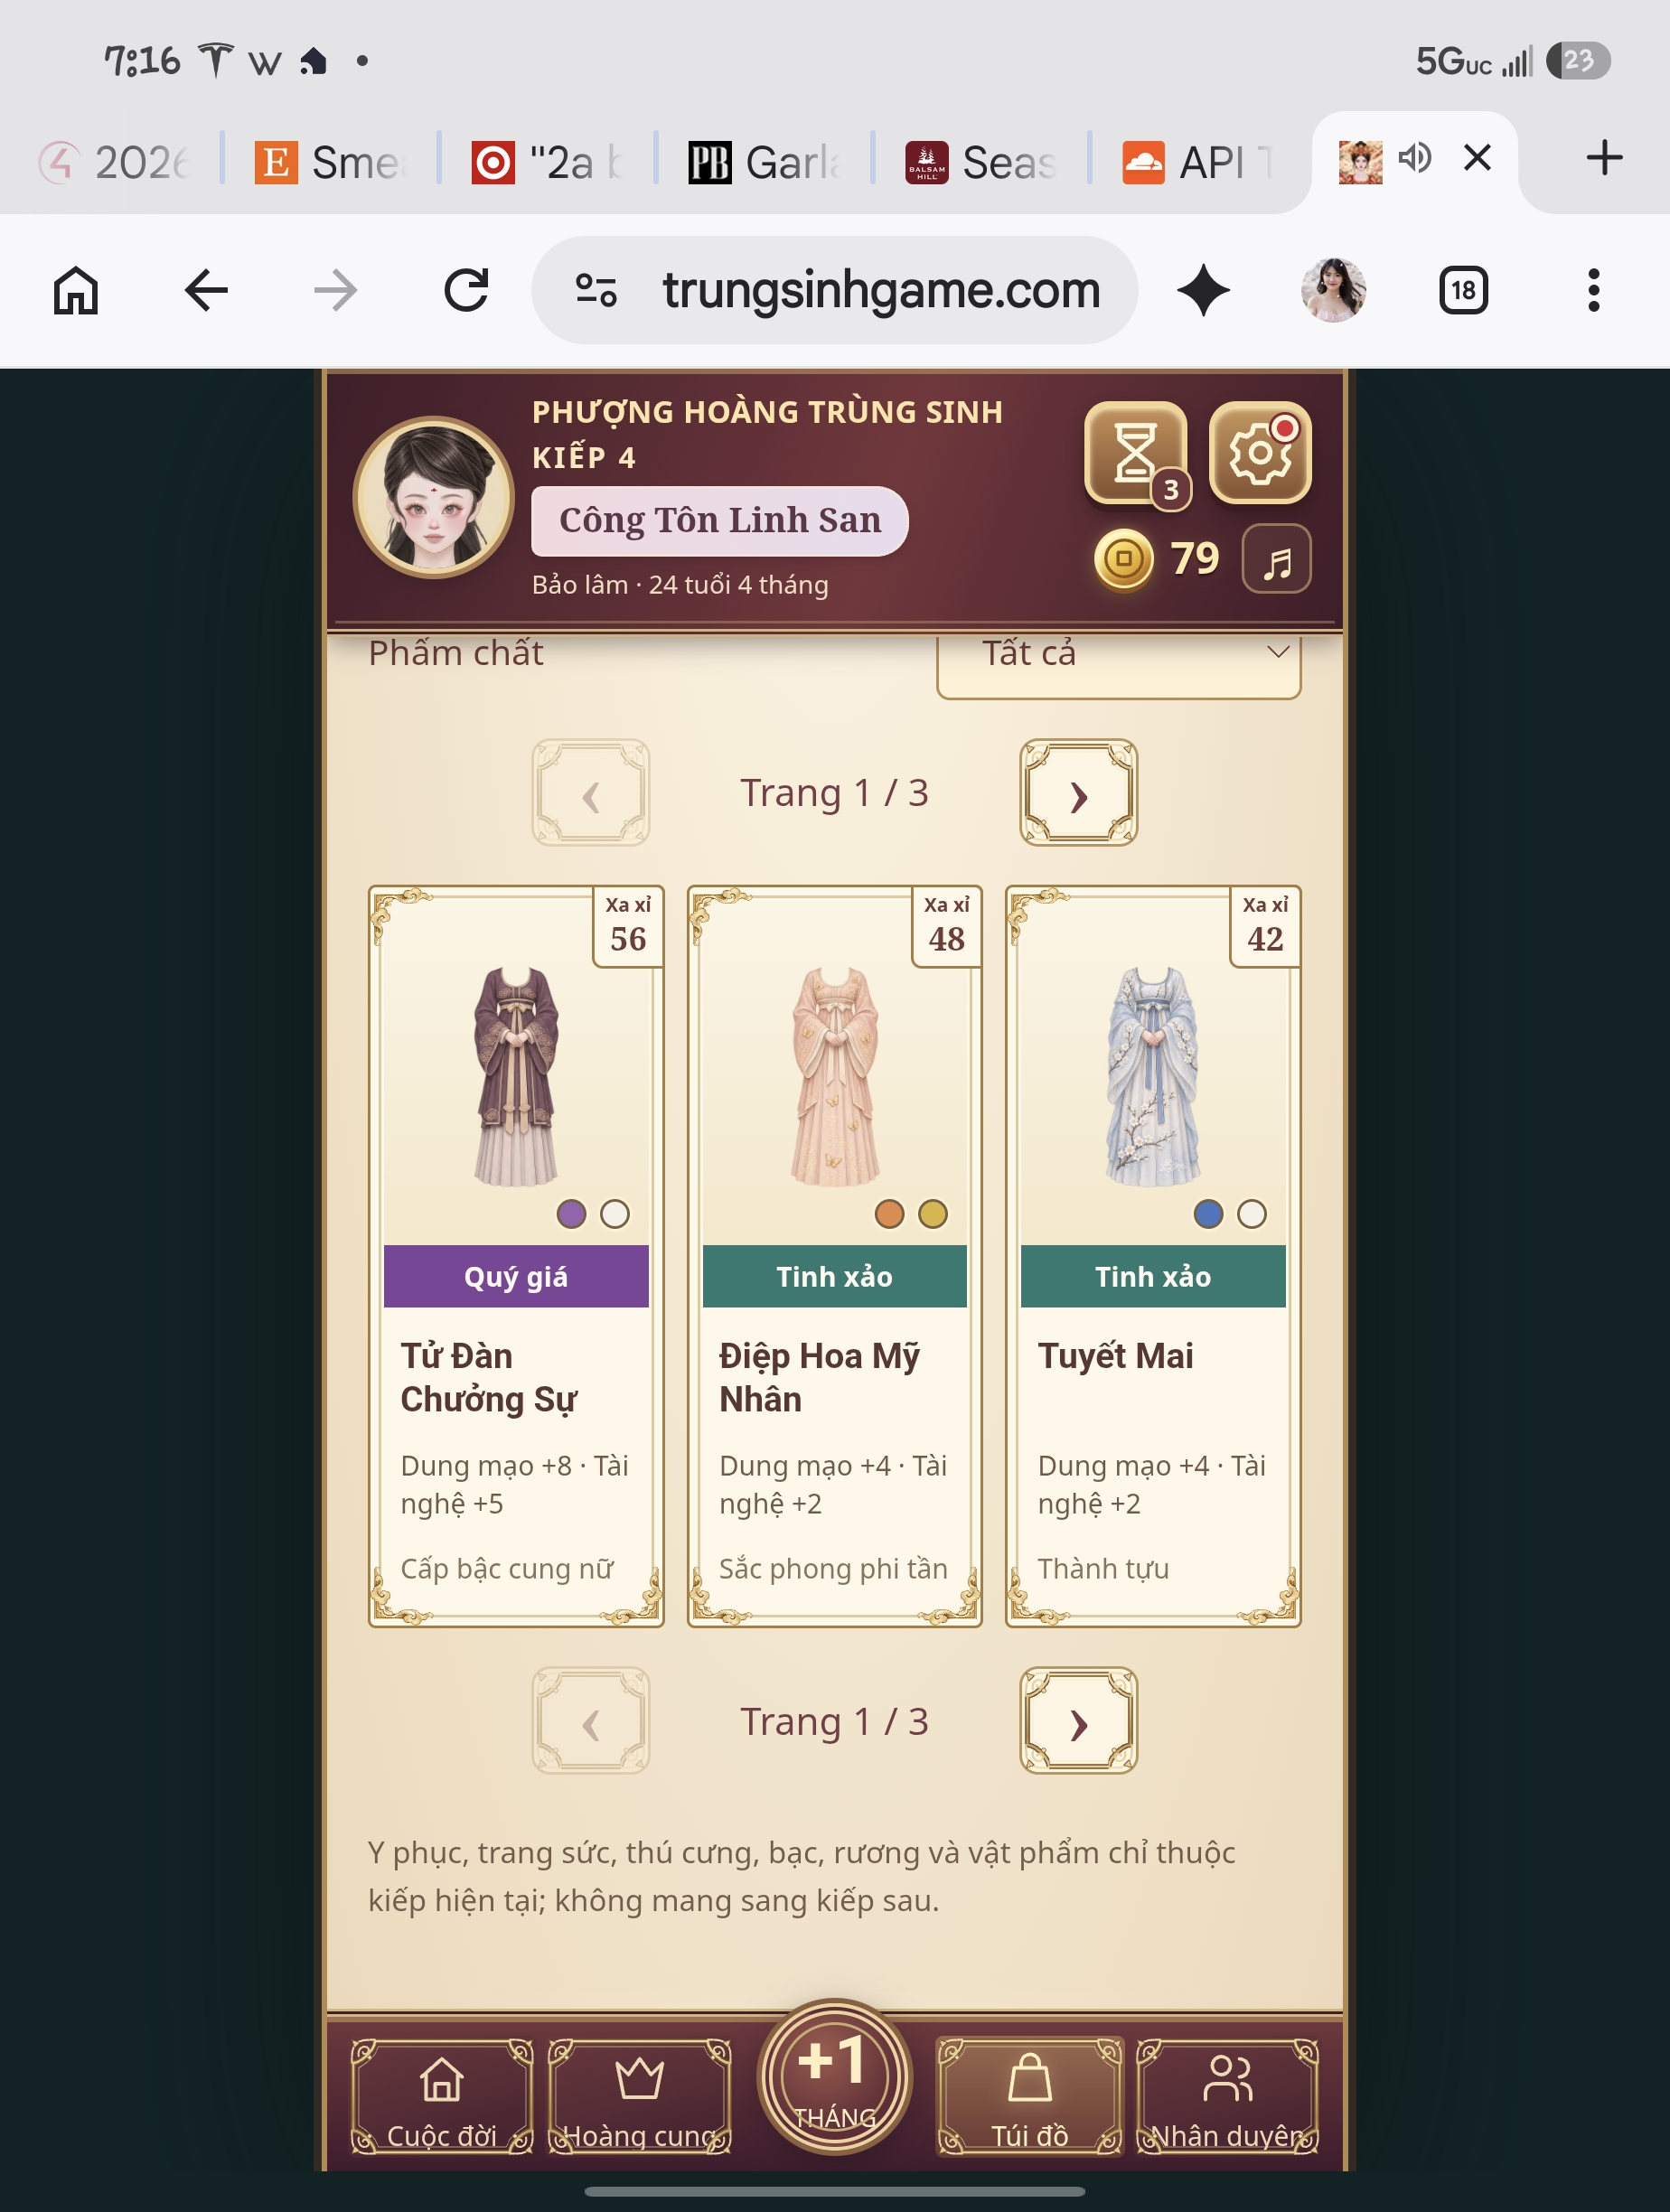 7:16 W 5GUC 23
2026 Sme "2a b PB Garla BALSAM HILL Seas API T
trungsinhgame.com 18
PHƯỢNG HOÀNG TRÙNG SINH
KIẾP 4
3
Công Tôn Linh San
79
Bảo lâm · 24 tuổi 4 tháng
Phẩm chất Tất cả
‹ Trang 1 / 3 ›
Xa xỉ Xa xỉ Xa xỉ
56 48 42
Quý giá Tinh xảo Tinh xảo
Tử Đàn Điệp Hoa Mỹ Tuyết Mai
Chưởng Sự Nhân
Dung mạo +8 · Tài Dung mạo +4 · Tài Dung mạo +4 · Tài
nghệ +5 nghệ +2 nghệ +2
Cấp bậc cung nữ Sắc phong phi tần Thành tựu
‹ Trang 1 / 3 ›
Y phục, trang sức, thú cưng, bạc, rương và vật phẩm chỉ thuộc
kiếp hiện tại; không mang sang kiếp sau.
+1
THÁNG
Cuộc đời Hoàng cung Túi đồ Nhân duyên